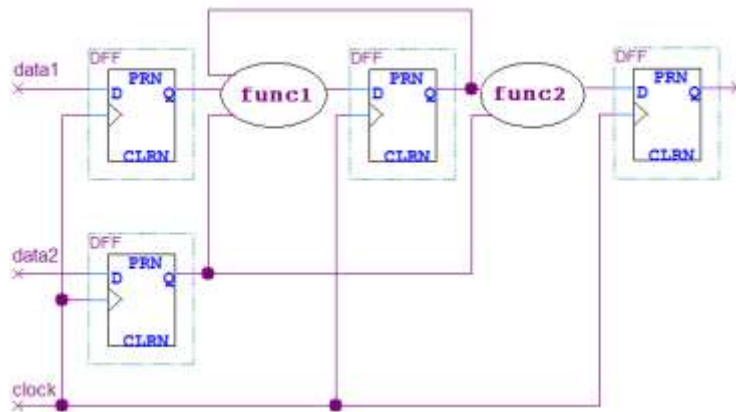 DFF
DFF
DFF
data1
PRN
D
Q
CLRN
func1
PRN
D
Q
CLRN
func2
PRN
D
Q
CLRN
data2
DFF
PRN
D
Q
CLRN
clock